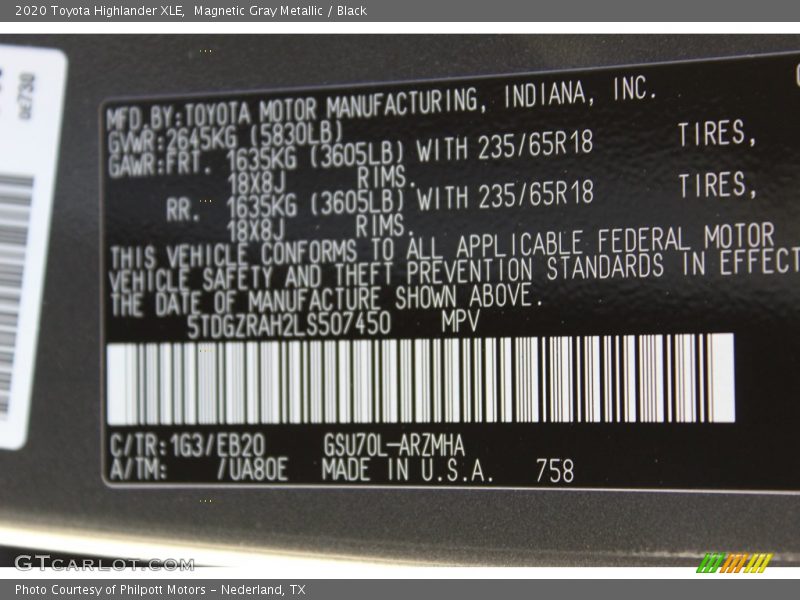 2020 Toyota Highlander XLE, Magnetic Gray Metallic / Black
oz730
MFD.BY:TOYOTA MOTOR MANUFACTURING, INDIANA, INC.
GVWR:2645KG (5830LB)
GAWR:FRT. 1635KG (3605LB) WITH 235/65R18 TIRES,
18X8J RIMS.
RR. 1635KG (3605LB) WITH 235/65R18 TIRES,
18X8J RIMS.
THIS VEHICLE CONFORMS TO ALL APPLICABLE FEDERAL MOTOR
VEHICLE SAFETY AND THEFT PREVENTION STANDARDS IN EFFECT
THE DATE OF MANUFACTURE SHOWN ABOVE.
5TDGZRAH2LS507450 MPV
C/TR:1G3/EB20 GSU70L-ARZMHA
A/TM: /UA80E MADE IN U.S.A. 758
GTCARLOT.COM
Photo Courtesy of Philpott Motors - Nederland, TX